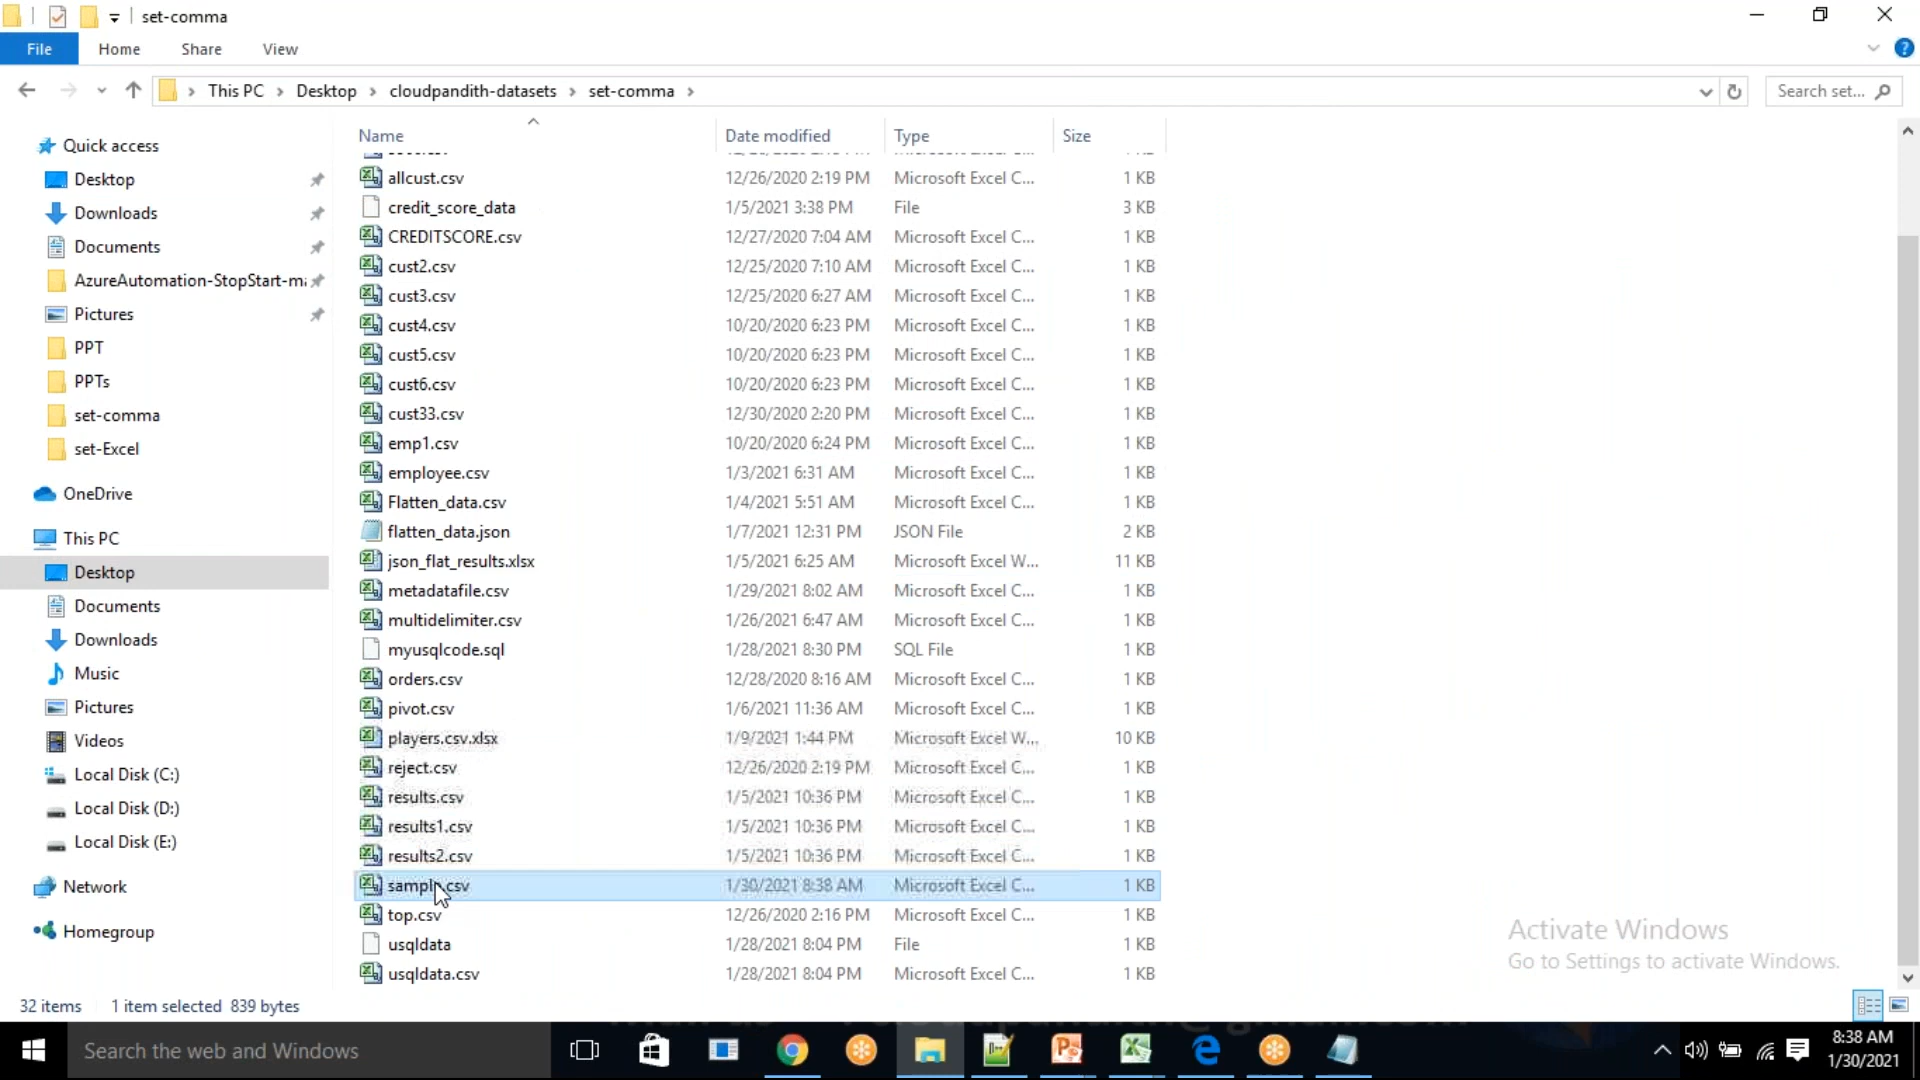 set-comma
File Home Share View
This PC Desktop cloudpandith-datasets set-comma
Search set...
Name Date modified Type Size
allcust.csv 12/26/2020 2:19 PM Microsoft Excel C... 1 KB
credit_score_data 1/5/2021 3:38 PM File 3 KB
CREDITSCORE.csv 12/27/2020 7:04 AM Microsoft Excel C... 1 KB
cust2.csv 12/25/2020 7:10 AM Microsoft Excel C... 1 KB
cust3.csv 12/25/2020 6:27 AM Microsoft Excel C... 1 KB
cust4.csv 10/20/2020 6:23 PM Microsoft Excel C... 1 KB
cust5.csv 10/20/2020 6:23 PM Microsoft Excel C... 1 KB
cust6.csv 10/20/2020 6:23 PM Microsoft Excel C... 1 KB
cust33.csv 12/30/2020 2:20 PM Microsoft Excel C... 1 KB
emp1.csv 10/20/2020 6:24 PM Microsoft Excel C... 1 KB
employee.csv 1/3/2021 6:31 AM Microsoft Excel C... 1 KB
Flatten_data.csv 1/4/2021 5:51 AM Microsoft Excel C... 1 KB
flatten_data.json 1/7/2021 12:31 PM JSON File 2 KB
json_flat_results.xlsx 1/5/2021 6:25 AM Microsoft Excel W... 11 KB
metadatafile.csv 1/29/2021 8:02 AM Microsoft Excel C... 1 KB
multidelimiter.csv 1/26/2021 6:47 AM Microsoft Excel C... 1 KB
myusqlcode.sql 1/28/2021 8:30 PM SQL File 1 KB
orders.csv 12/28/2020 8:16 AM Microsoft Excel C... 1 KB
pivot.csv 1/6/2021 11:36 AM Microsoft Excel C... 1 KB
players.csv.xlsx 1/9/2021 1:44 PM Microsoft Excel W... 10 KB
reject.csv 12/26/2020 2:19 PM Microsoft Excel C... 1 KB
results.csv 1/5/2021 10:36 PM Microsoft Excel C... 1 KB
results1.csv 1/5/2021 10:36 PM Microsoft Excel C... 1 KB
results2.csv 1/5/2021 10:36 PM Microsoft Excel C... 1 KB
sample.csv 1/30/2021 8:38 AM Microsoft Excel C... 1 KB
top.csv 12/26/2020 2:16 PM Microsoft Excel C... 1 KB
usqldata 1/28/2021 8:04 PM File 1 KB
usqldata.csv 1/28/2021 8:04 PM Microsoft Excel C... 1 KB
Quick access
Desktop
Downloads
Documents
AzureAutomation-StopStart-ma
Pictures
PPT
PPTs
set-comma
set-Excel
OneDrive
This PC
Desktop
Documents
Downloads
Music
Pictures
Videos
Local Disk (C:)
Local Disk (D:)
Local Disk (E:)
Network
Homegroup
Activate Windows
Go to Settings to activate Windows.
32 items 1 item selected 839 bytes
Search the web and Windows
8:38 AM
1/30/2021